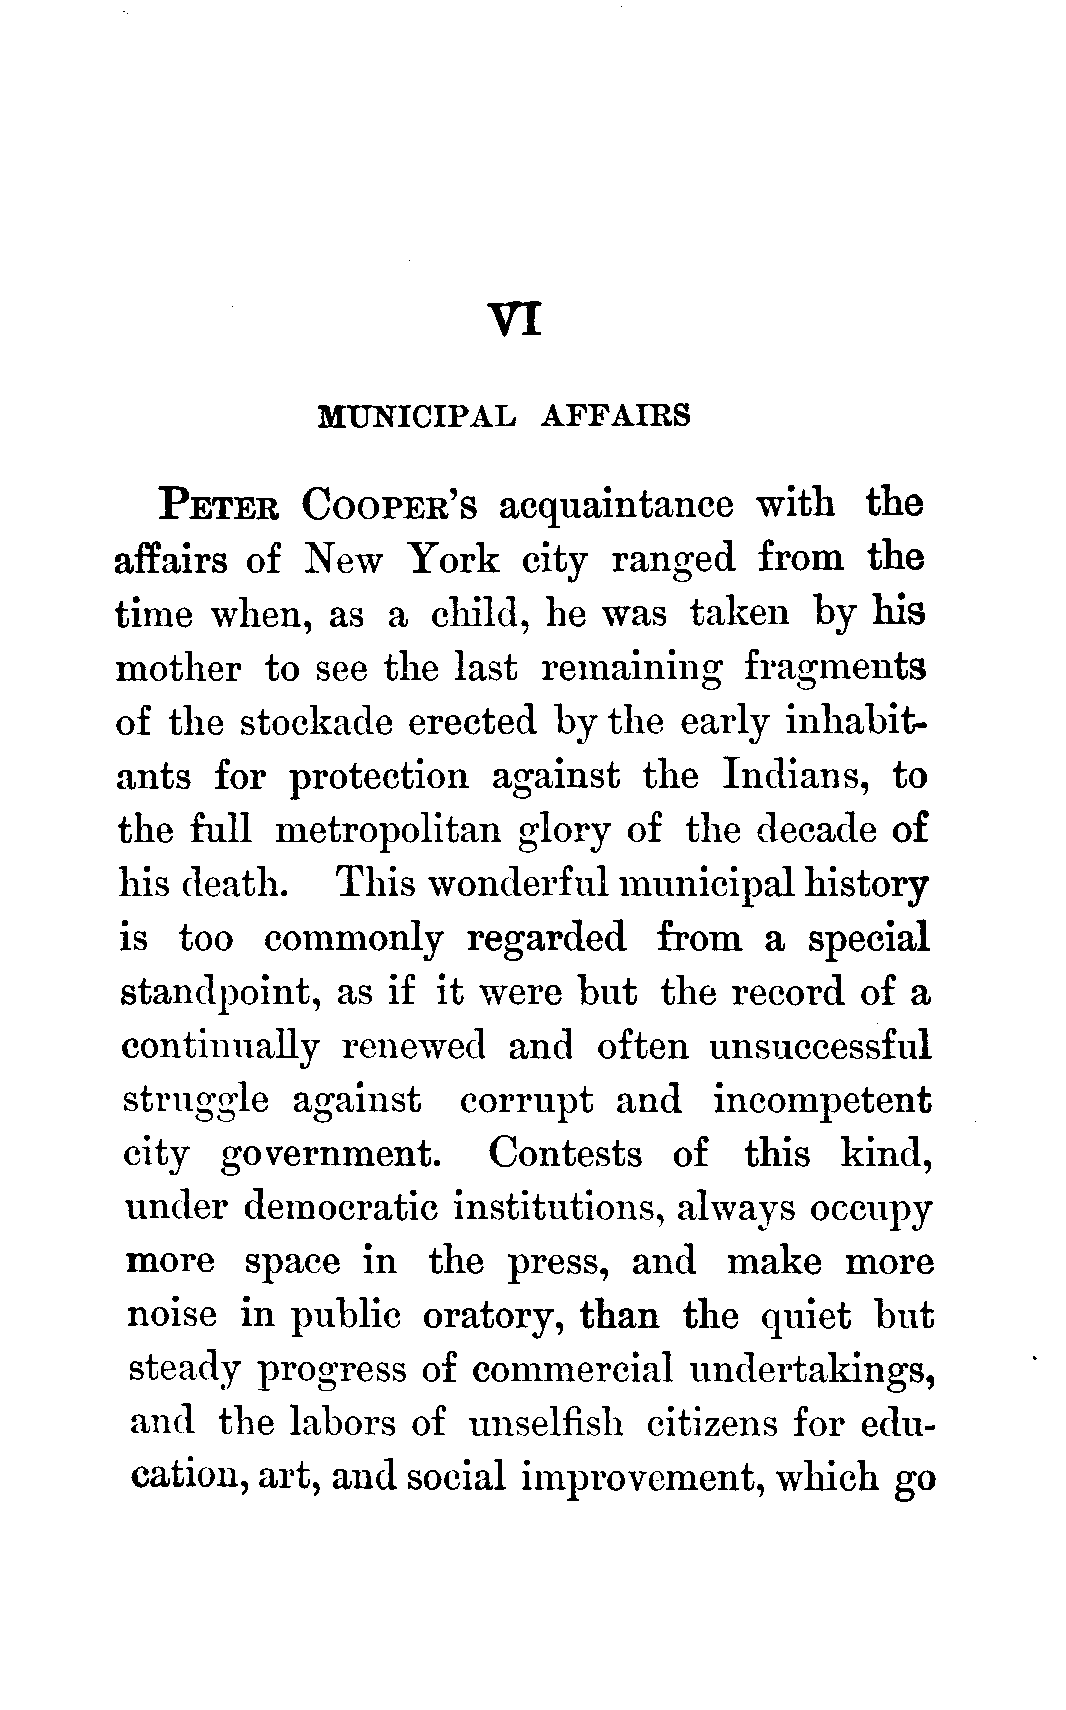 VI
MUNICIPAL AFFAIRS
PETER COOPER'S acquaintance with the
affairs of New York city ranged from the
time when, as a child, he was taken by his
mother to see the last remaining fragments
of the stockade erected by the early inhabit-
ants for protection against the Indians, to
the full metropolitan glory of the decade of
his death. This wonderful municipal history
is too commonly regarded from a special
standpoint, as if it were but the record of a
continually renewed and often unsuccessful
struggle against corrupt and incompetent
city government. Contests of this kind,
under democratic institutions, always occupy
more space in the press, and make more
noise in public oratory, than the quiet but
steady progress of commercial undertakings,
and the labors of unselfish citizens for edu-
cation, art, and social improvement, which go